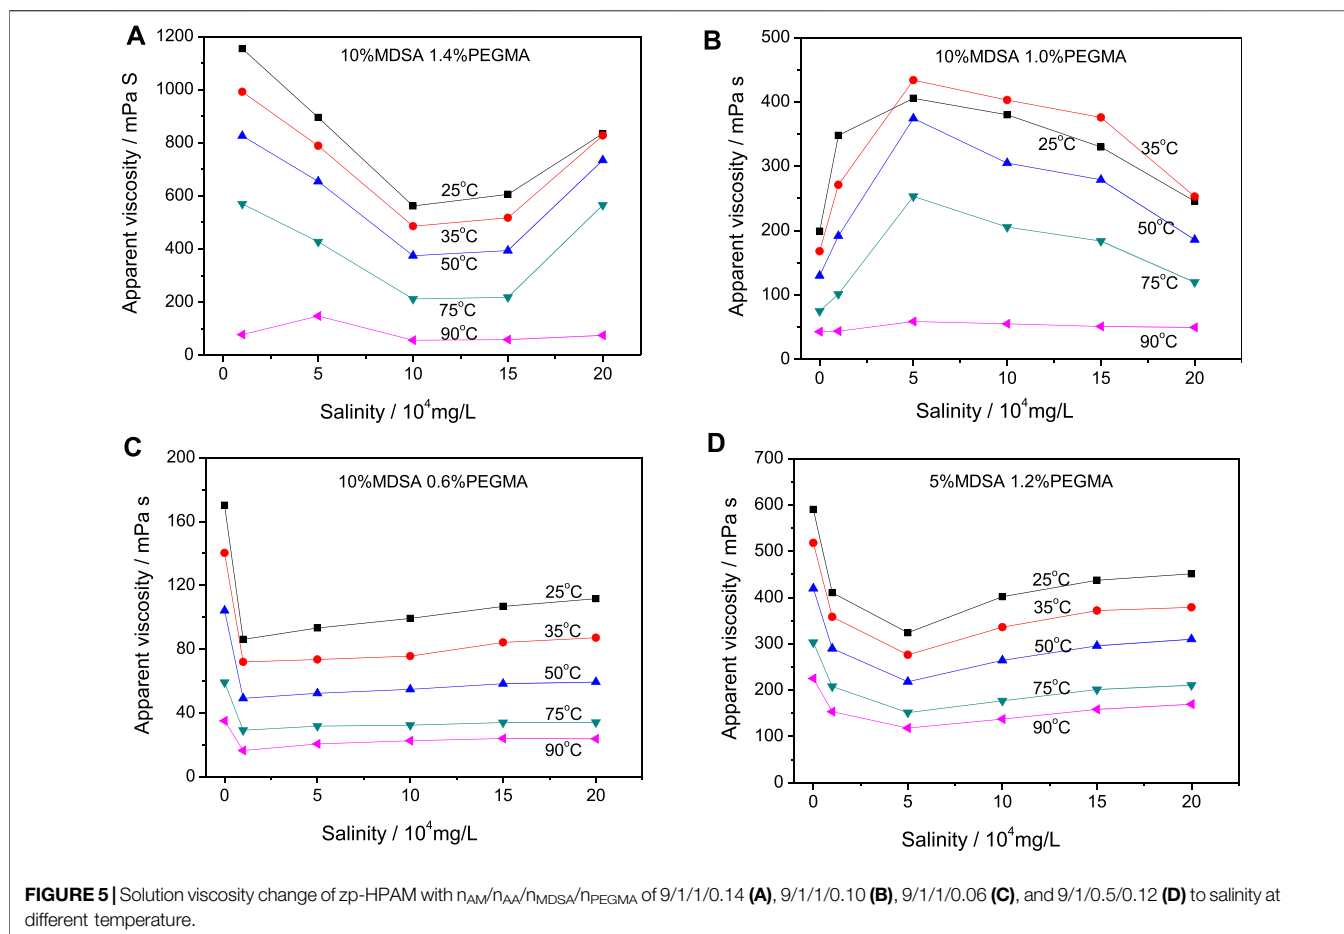 A
10%MDSA 1.4%PEGMA
Apparent viscosity / mPa S
1200
1000
800
600
400
200
0
25°C
35°C
50°C
75°C
90°C
0 5 10 15 20
Salinity / 10⁴mg/L
B
10%MDSA 1.0%PEGMA
Apparent viscosity / mPa s
500
400
300
200
100
0
35°C
25°C
50°C
75°C
90°C
0 5 10 15 20
Salinity / 10⁴mg/L
C
10%MDSA 0.6%PEGMA
Apparent viscosity / mPa s
200
160
120
80
40
0
25°C
35°C
50°C
75°C
90°C
0 5 10 15 20
Salinity / 10⁴mg/L
D
5%MDSA 1.2%PEGMA
Apparent viscosity / mPa s
700
600
500
400
300
200
100
0
25°C
35°C
50°C
75°C
90°C
0 5 10 15 20
Salinity / 10⁴mg/L
FIGURE 5 | Solution viscosity change of zp-HPAM with nAM/nAA/nMDSA/nPEGMA of 9/1/1/0.14 (A), 9/1/1/0.10 (B), 9/1/1/0.06 (C), and 9/1/0.5/0.12 (D) to salinity at
different temperature.